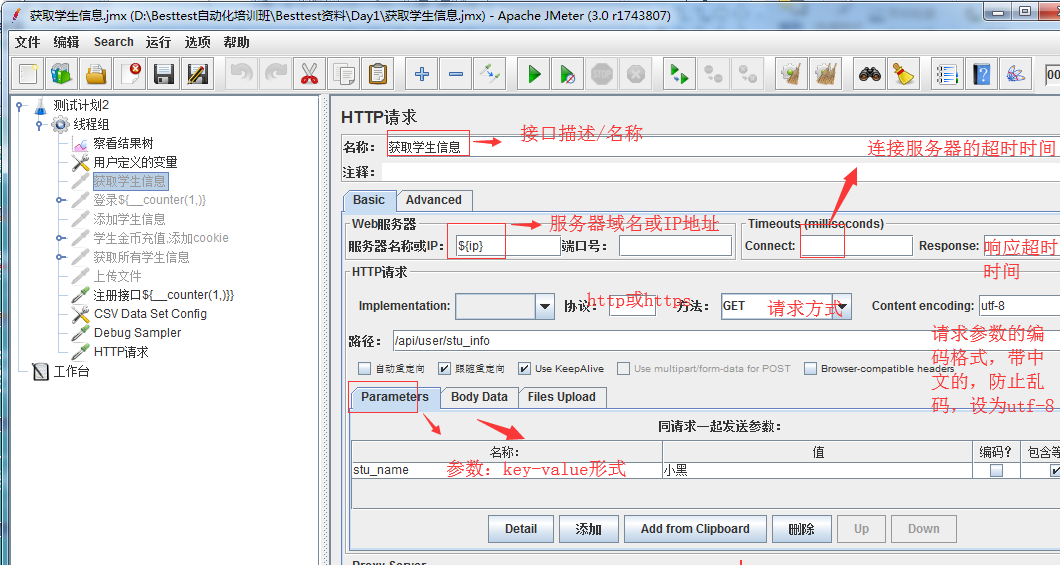 获取学生信息.jmx (D:\Besttest自动化培训班\Besttest资料\Day1\获取学生信息.jmx) - Apache JMeter (3.0 r1743807)
文件 编辑 Search 运行 选项 帮助
00
测试计划2
线程组
察看结果树
用户定义的变量
获取学生信息
登录${__counter(1,)}
添加学生信息
学生金币充值,添加cookie
获取所有学生信息
上传文件
注册接口${__counter(1,)}}
CSV Data Set Config
Debug Sampler
HTTP请求
工作台
HTTP请求
名称: 获取学生信息 接口描述/名称
注释:
连接服务器的超时时间
Basic Advanced
Web服务器 服务器域名或IP地址 Timeouts (milliseconds)
服务器名称或IP: ${ip} 端口号: Connect: Response: 响应超时
时间
HTTP请求
Implementation: 协议: http或https 方法: GET 请求方式 Content encoding: utf-8
路径: /api/user/stu_info
请求参数的编
码格式，带中
文的，防止乱
码，设为utf-8
自动重定向 跟随重定向 Use KeepAlive Use multipart/form-data for POST Browser-compatible headers
Parameters Body Data Files Upload
同请求一起发送参数:
名称: 值 编码? 包含等
stu_name 小黑
参数：key-value形式
Detail 添加 Add from Clipboard 删除 Up Down
Proxy Server